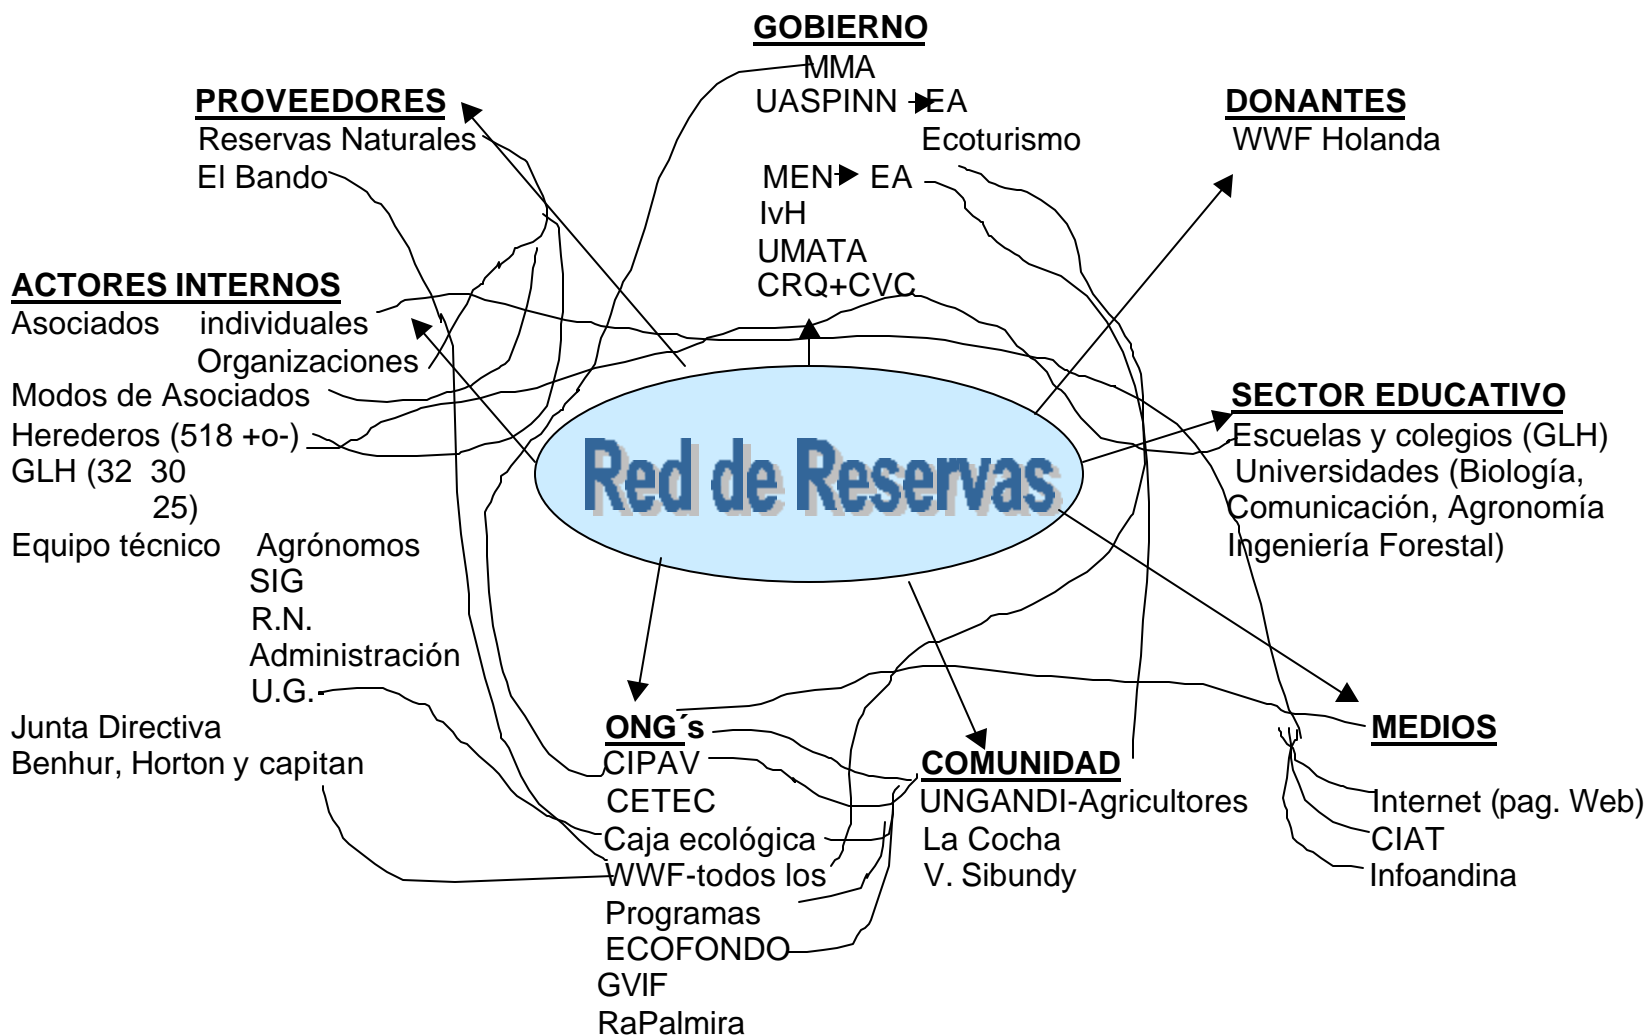 GOBIERNO
MMA
UASPINN EA
Ecoturismo
MEN EA
IvH
UMATA
CRQ+CVC
PROVEEDORES
Reservas Naturales
El Bando
DONANTES
WWF Holanda
ACTORES INTERNOS
Asociados individuales
Organizaciones
Modos de Asociados
Herederos (518 +o-)
GLH (32 30
25)
Equipo técnico Agrónomos
SIG
R.N.
Administración
U.G.
Junta Directiva
Benhur, Horton y capitan
Red de Reservas
SECTOR EDUCATIVO
Escuelas y colegios (GLH)
Universidades (Biología,
Comunicación, Agronomía
Ingeniería Forestal)
ONG´s
CIPAV
CETEC
Caja ecológica
WWF-todos los
Programas
ECOFONDO
GVIF
RaPalmira
COMUNIDAD
UNGANDI-Agricultores
La Cocha
V. Sibundy
MEDIOS
Internet (pag. Web)
CIAT
Infoandina